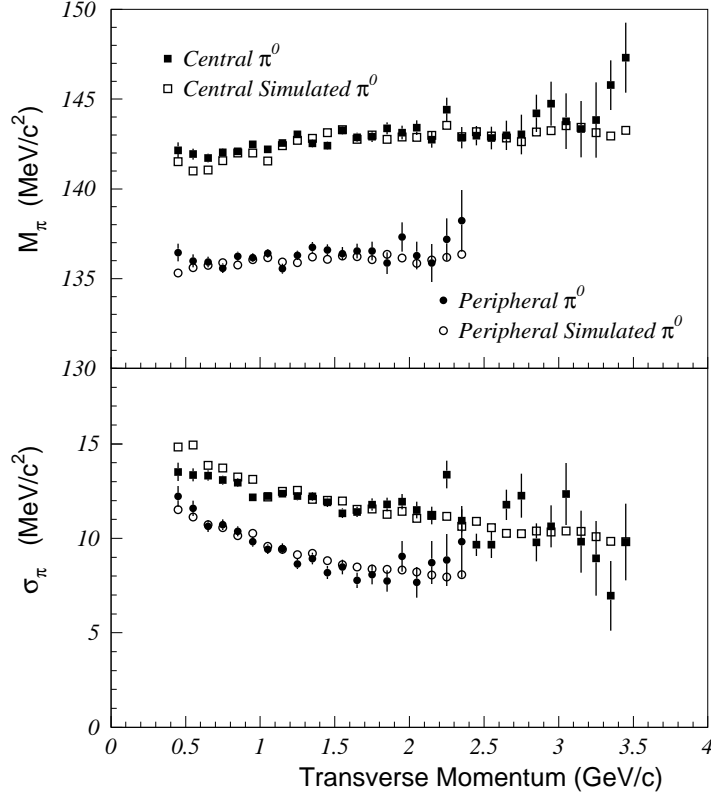 150
145
140
135
130
M_π (MeV/c²)
Central π⁰
Central Simulated π⁰
Peripheral π⁰
Peripheral Simulated π⁰
15
10
5
0
σ_π (MeV/c²)
0 0.5 1 1.5 2 2.5 3 3.5 4
Transverse Momentum (GeV/c)